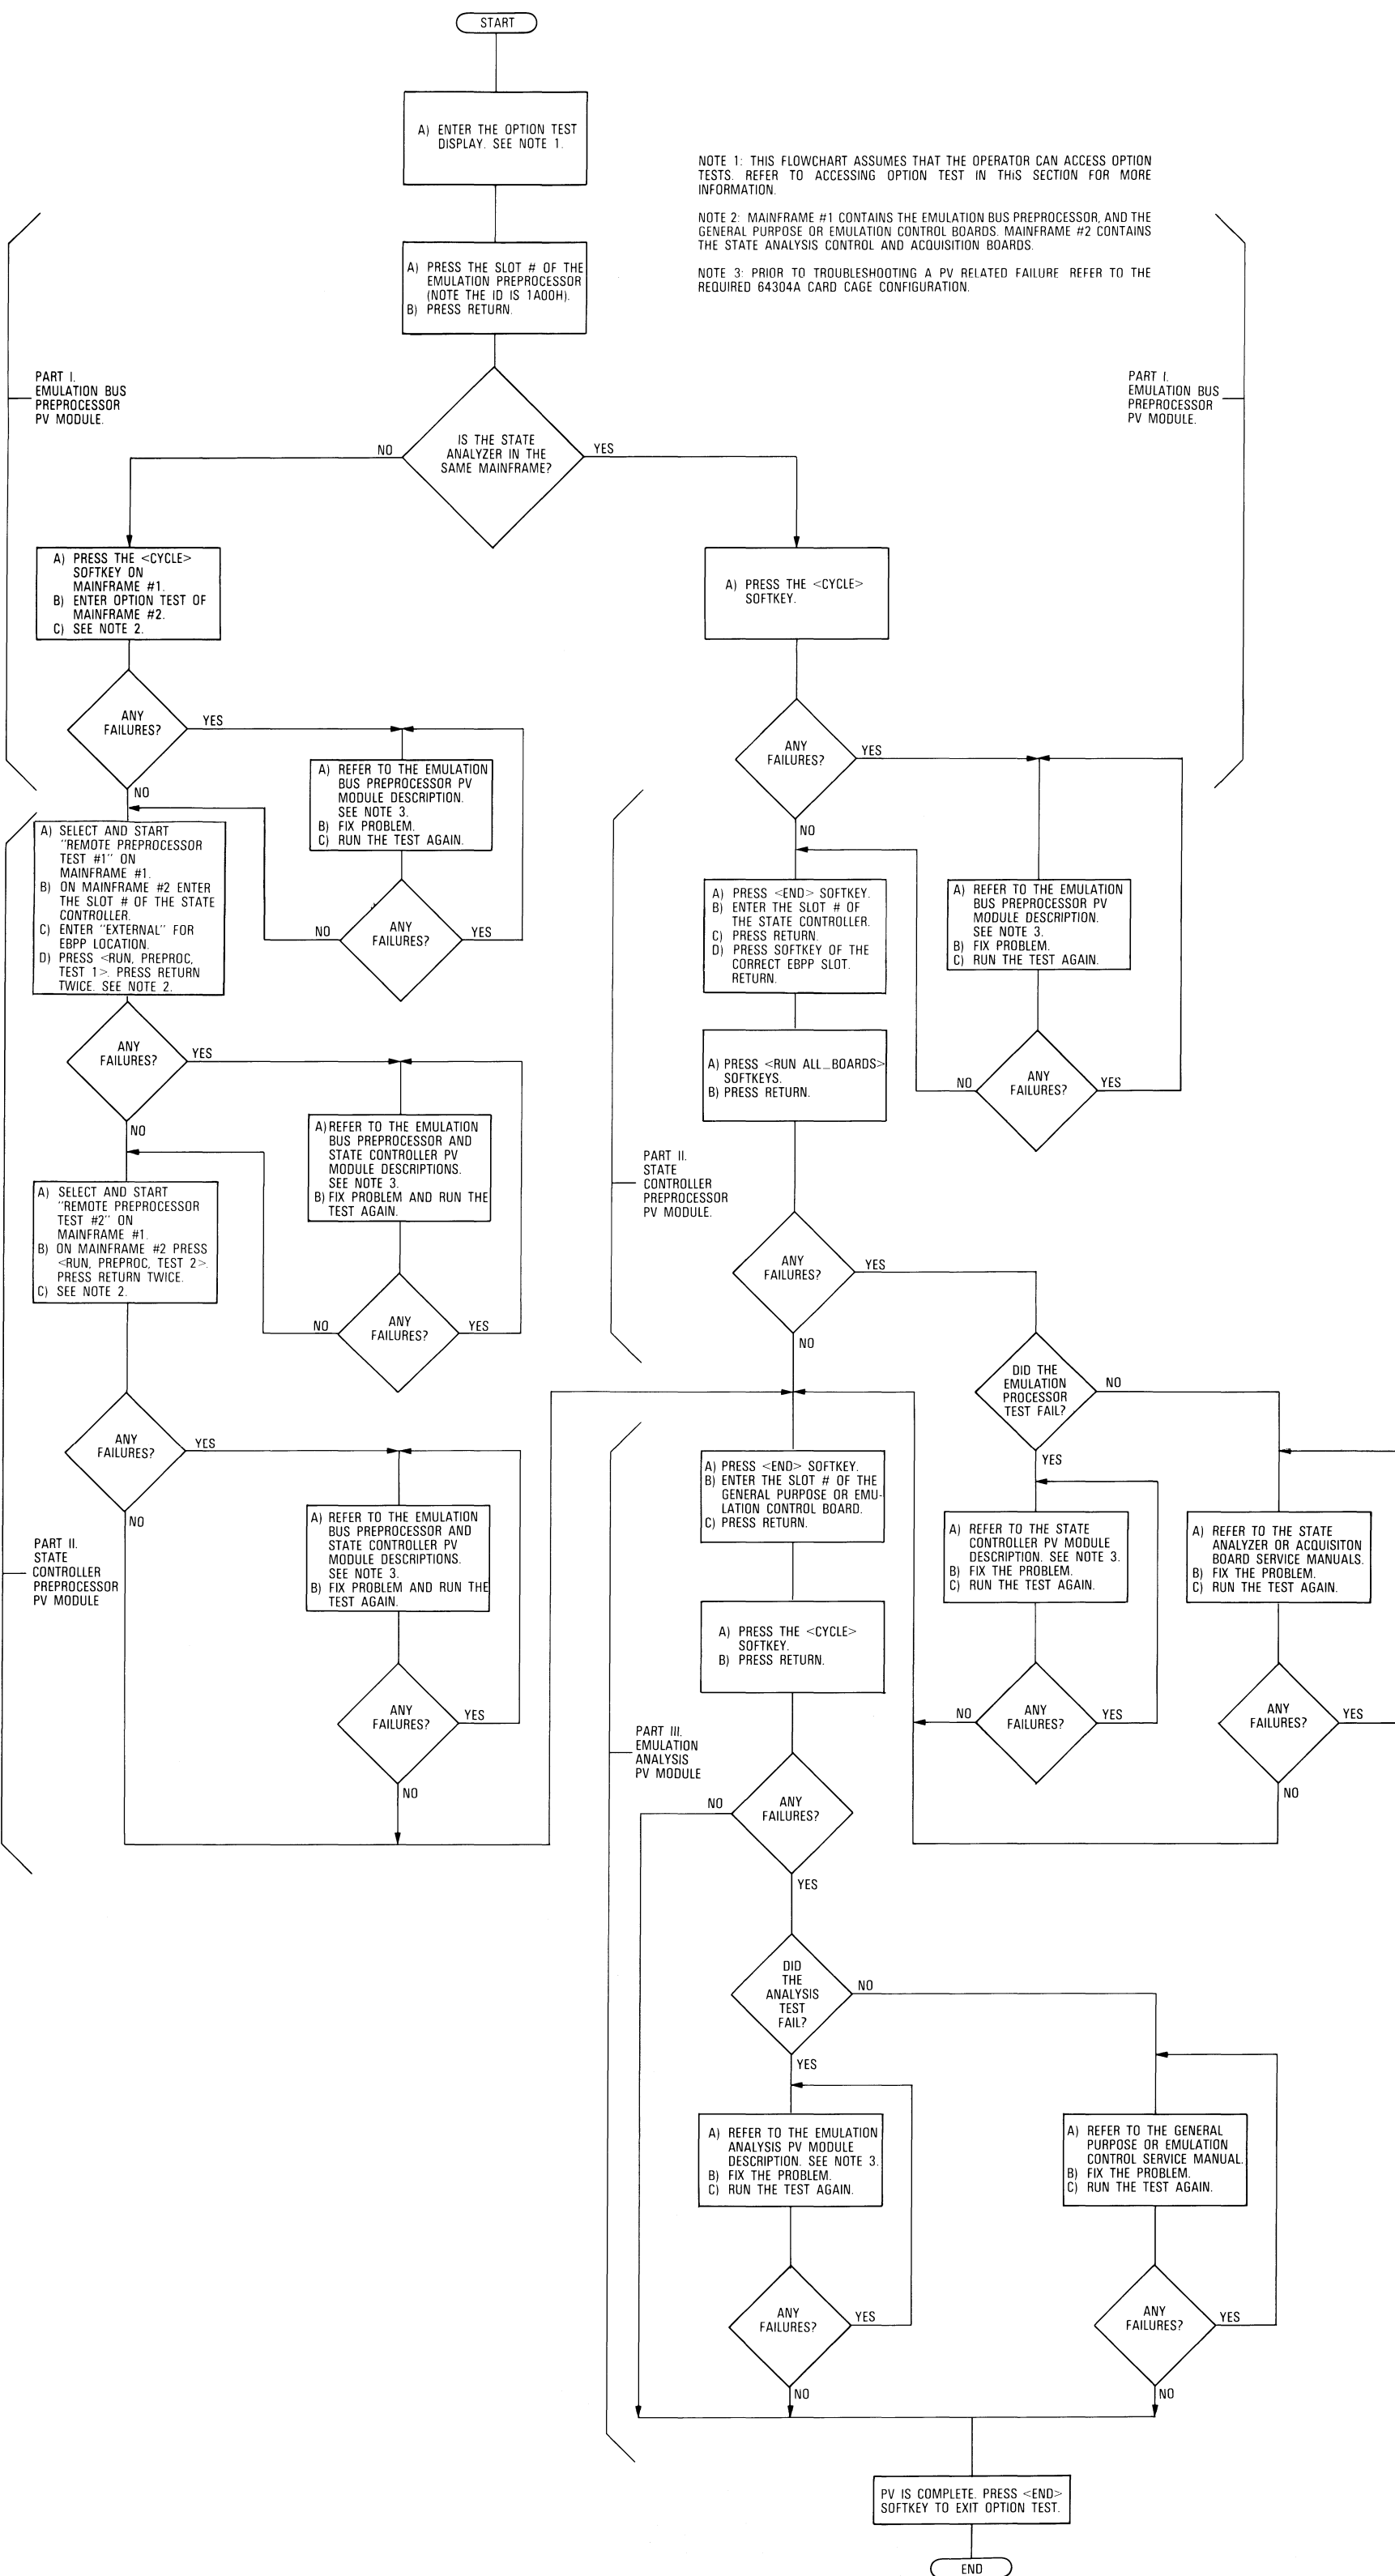 START
A) ENTER THE OPTION TEST
DISPLAY. SEE NOTE 1.
NOTE 1: THIS FLOWCHART ASSUMES THAT THE OPERATOR CAN ACCESS OPTION
TESTS. REFER TO ACCESSING OPTION TEST IN THIS SECTION FOR MORE
INFORMATION.
NOTE 2: MAINFRAME #1 CONTAINS THE EMULATION BUS PREPROCESSOR, AND THE
GENERAL PURPOSE OR EMULATION CONTROL BOARDS. MAINFRAME #2 CONTAINS
THE STATE ANALYSIS CONTROL AND ACQUISITION BOARDS.
NOTE 3: PRIOR TO TROUBLESHOOTING A PV RELATED FAILURE REFER TO THE
REQUIRED 64304A CARD CAGE CONFIGURATION.
A) PRESS THE SLOT # OF THE
EMULATION PREPROCESSOR
(NOTE THE ID IS 1A00H).
B) PRESS RETURN.
PART I.
EMULATION BUS
PREPROCESSOR
PV MODULE.
PART I.
EMULATION BUS
PREPROCESSOR
PV MODULE.
IS THE STATE
ANALYZER IN THE
SAME MAINFRAME?
NO
YES
A) PRESS THE <CYCLE>
SOFTKEY ON
MAINFRAME #1.
B) ENTER OPTION TEST OF
MAINFRAME #2.
C) SEE NOTE 2.
A) PRESS THE <CYCLE>
SOFTKEY.
ANY
FAILURES?
YES
NO
A) REFER TO THE EMULATION
BUS PREPROCESSOR PV
MODULE DESCRIPTION.
SEE NOTE 3.
B) FIX PROBLEM.
C) RUN THE TEST AGAIN.
ANY
FAILURES?
NO
YES
ANY
FAILURES?
YES
NO
A) SELECT AND START
"REMOTE PREPROCESSOR
TEST #1" ON
MAINFRAME #1.
B) ON MAINFRAME #2 ENTER
THE SLOT # OF THE STATE
CONTROLLER.
C) ENTER "EXTERNAL" FOR
EBPP LOCATION.
D) PRESS <RUN, PREPROC,
TEST 1>. PRESS RETURN
TWICE. SEE NOTE 2.
A) PRESS <END> SOFTKEY.
B) ENTER THE SLOT # OF
THE STATE CONTROLLER.
C) PRESS RETURN.
D) PRESS SOFTKEY OF THE
CORRECT EBPP SLOT.
RETURN.
A) REFER TO THE EMULATION
BUS PREPROCESSOR PV
MODULE DESCRIPTION.
SEE NOTE 3.
B) FIX PROBLEM.
C) RUN THE TEST AGAIN.
ANY
FAILURES?
NO
YES
A) PRESS <RUN ALL_BOARDS>
SOFTKEYS.
B) PRESS RETURN.
ANY
FAILURES?
YES
NO
A) REFER TO THE EMULATION
BUS PREPROCESSOR AND
STATE CONTROLLER PV
MODULE DESCRIPTIONS.
SEE NOTE 3.
B) FIX PROBLEM AND RUN THE
TEST AGAIN.
ANY
FAILURES?
NO
YES
A) SELECT AND START
"REMOTE PREPROCESSOR
TEST #2" ON
MAINFRAME #1.
B) ON MAINFRAME #2 PRESS
<RUN, PREPROC, TEST 2>.
PRESS RETURN TWICE.
C) SEE NOTE 2.
PART II.
STATE
CONTROLLER
PREPROCESSOR
PV MODULE.
ANY
FAILURES?
YES
NO
DID THE
EMULATION
PROCESSOR
TEST FAIL?
NO
YES
ANY
FAILURES?
YES
NO
A) REFER TO THE EMULATION
BUS PREPROCESSOR AND
STATE CONTROLLER PV
MODULE DESCRIPTIONS.
SEE NOTE 3.
B) FIX PROBLEM AND RUN THE
TEST AGAIN.
ANY
FAILURES?
YES
NO
PART II.
STATE
CONTROLLER
PREPROCESSOR
PV MODULE
A) PRESS <END> SOFTKEY.
B) ENTER THE SLOT # OF THE
GENERAL PURPOSE OR EMU-
LATION CONTROL BOARD.
C) PRESS RETURN.
A) REFER TO THE STATE
CONTROLLER PV MODULE
DESCRIPTION. SEE NOTE 3.
B) FIX THE PROBLEM.
C) RUN THE TEST AGAIN.
A) REFER TO THE STATE
ANALYZER OR ACQUISITON
BOARD SERVICE MANUALS.
B) FIX THE PROBLEM.
C) RUN THE TEST AGAIN.
A) PRESS THE <CYCLE>
SOFTKEY.
B) PRESS RETURN.
ANY
FAILURES?
NO
YES
ANY
FAILURES?
YES
NO
PART III.
EMULATION
ANALYSIS
PV MODULE
ANY
FAILURES?
NO
YES
DID
THE
ANALYSIS
TEST
FAIL?
NO
YES
A) REFER TO THE EMULATION
ANALYSIS PV MODULE
DESCRIPTION. SEE NOTE 3.
B) FIX THE PROBLEM.
C) RUN THE TEST AGAIN.
A) REFER TO THE GENERAL
PURPOSE OR EMULATION
CONTROL SERVICE MANUAL.
B) FIX THE PROBLEM.
C) RUN THE TEST AGAIN.
ANY
FAILURES?
YES
NO
ANY
FAILURES?
YES
NO
PV IS COMPLETE. PRESS <END>
SOFTKEY TO EXIT OPTION TEST.
END